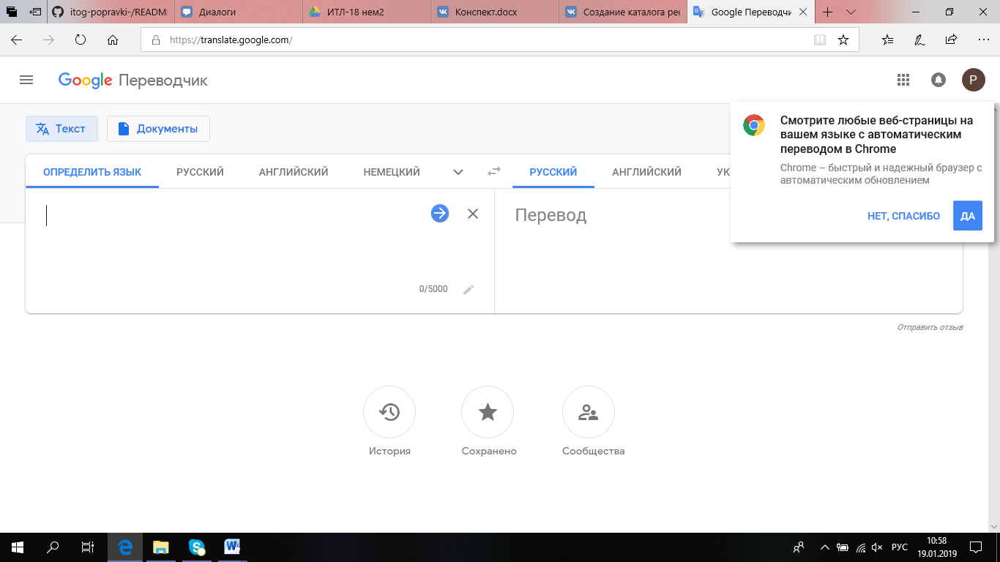 itog-popravki-/READMI
Диалоги
ИТЛ-18 нем2
Конспект.docx
Создание каталога рес
Google Переводчи
https://translate.google.com/
Google Переводчик
P
Текст
Документы
Смотрите любые веб-страницы на
вашем языке с автоматическим
переводом в Chrome
Chrome – быстрый и надежный браузер с
автоматическим обновлением
НЕТ, СПАСИБО
ДА
ОПРЕДЕЛИТЬ ЯЗЫК
РУССКИЙ
АНГЛИЙСКИЙ
НЕМЕЦКИЙ
РУССКИЙ
АНГЛИЙСКИЙ
УК
Перевод
0/5000
Отправить отзыв
История
Сохранено
Сообщества
РУС
10:58
19.01.2019